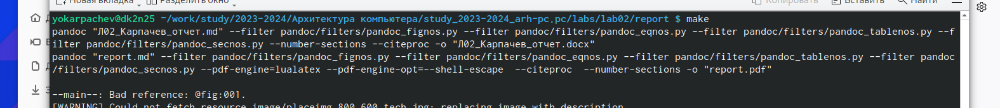 Новая вкладка
Разделить окно
Копировать
Вставить
Найти
yokarpachev@dk2n25 ~/work/study/2023-2024/Архитектура компьютера/study_2023-2024_arh-pc.pc/labs/lab02/report $ make
pandoc "Л02_Карпачев_отчет.md" --filter pandoc/filters/pandoc_fignos.py --filter pandoc/filters/pandoc_eqnos.py --filter pandoc/filters/pandoc_tablenos.py --f
ilter pandoc/filters/pandoc_secnos.py --number-sections --citeproc -o "Л02_Карпачев_отчет.docx"
pandoc "report.md" --filter pandoc/filters/pandoc_fignos.py --filter pandoc/filters/pandoc_eqnos.py --filter pandoc/filters/pandoc_tablenos.py --filter pandoc
/filters/pandoc_secnos.py --pdf-engine=lualatex --pdf-engine-opt=--shell-escape  --citeproc  --number-sections -o "report.pdf"
--main--: Bad reference: @fig:001.
[WARNING] Could not fetch resource image/placeimg_800_600_tech.jpg: replacing image with description